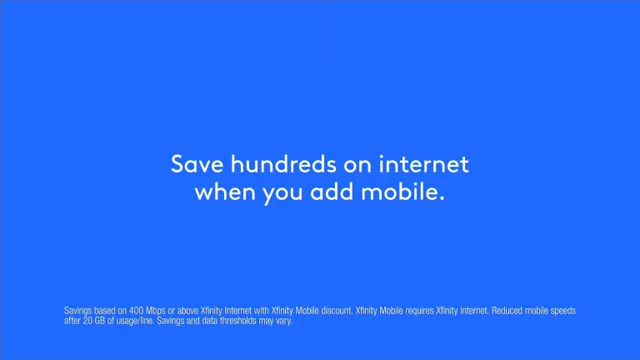 Save hundreds on internet
when you add mobile.
Savings based on 400 Mbps or above Xfinity Internet with Xfinity Mobile discount. Xfinity Mobile requires Xfinity Internet. Reduced mobile speeds
after 20 GB of usage/line. Savings and data thresholds may vary.